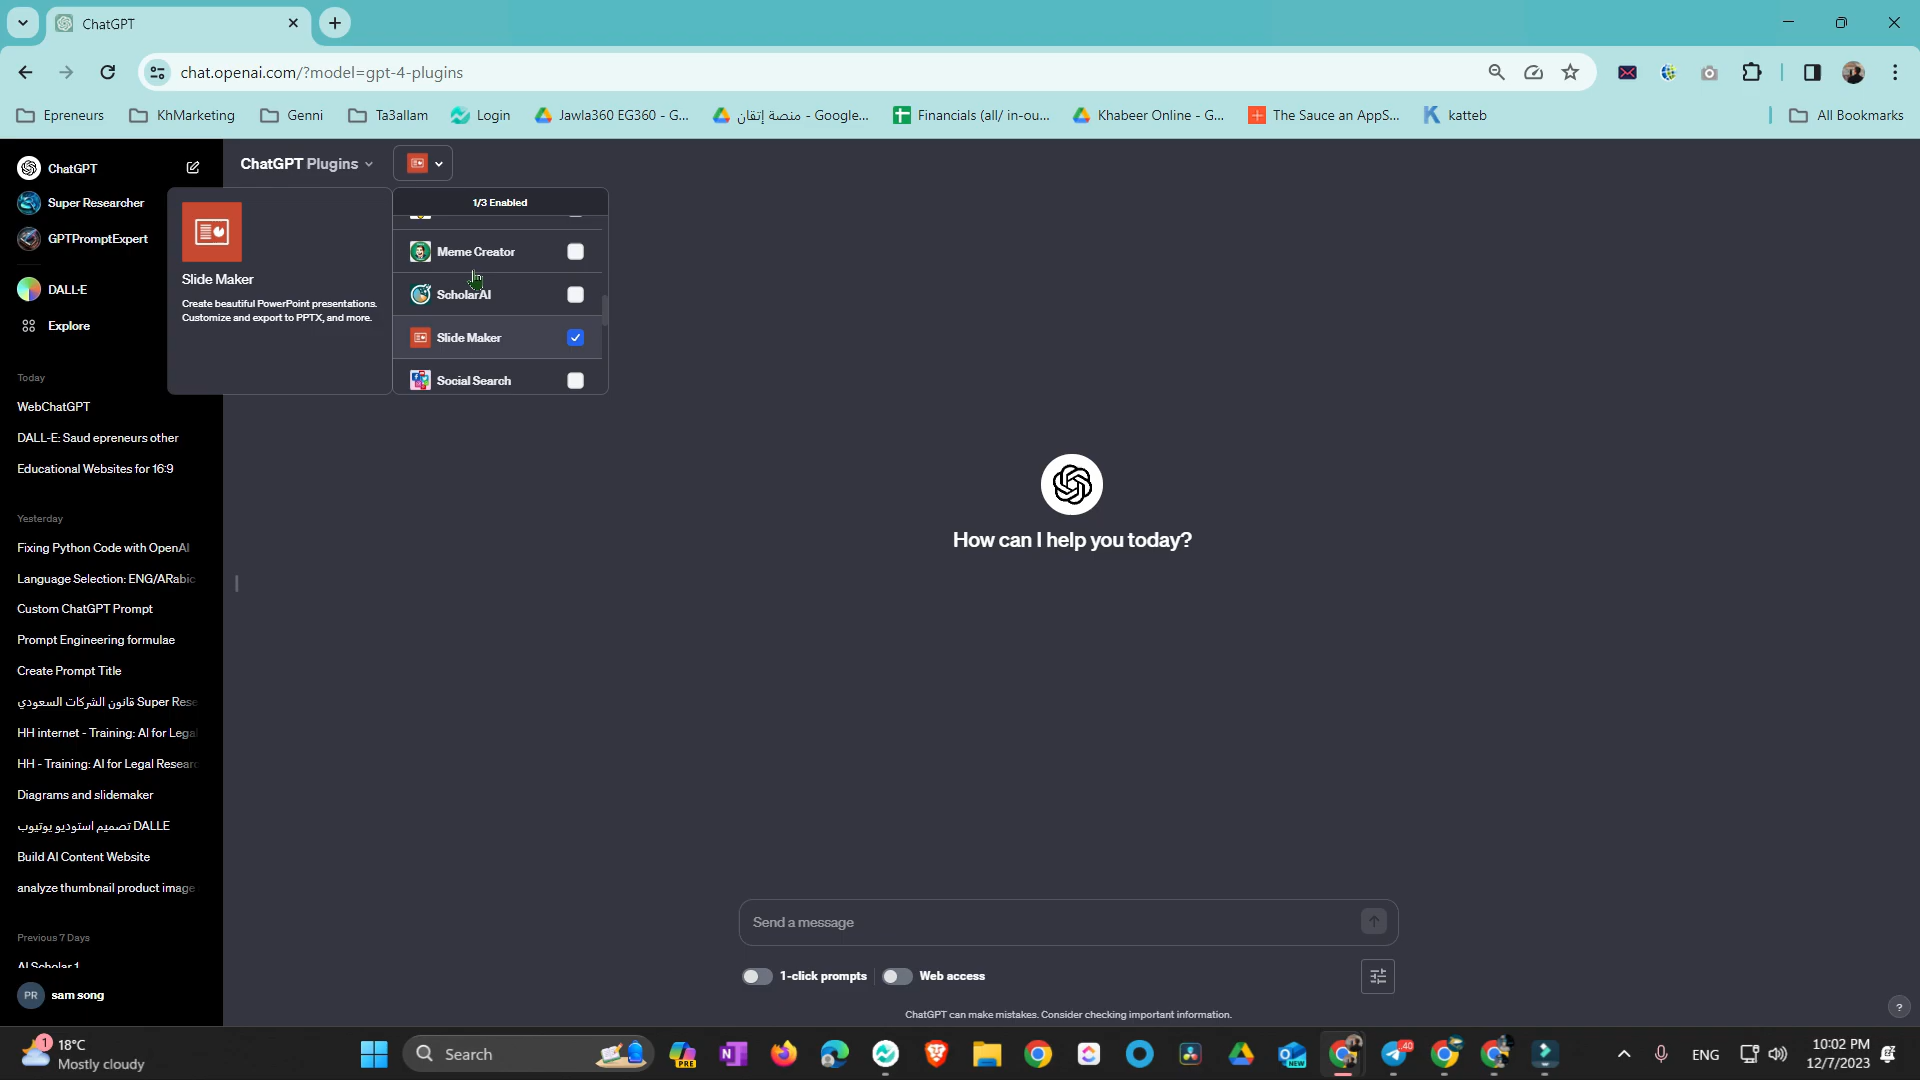 ChatGPT
chat.openai.com/?model=gpt-4-plugins
Epreneurs
KhMarketing
Genni
Ta3allam
Login
Jawla360 EG360 - G...
منصة إتقان - Google...
Financials (all/ in-ou...
Khabeer Online - G...
The Sauce an AppS...
katteb
All Bookmarks
ChatGPT
Super Researcher
GPTPromptExpert
DALL·E
Explore
Today
WebChatGPT
DALL-E: Saud epreneurs other
Educational Websites for 16:9
Yesterday
Fixing Python Code with OpenAI
Language Selection: ENG/ARabic
Custom ChatGPT Prompt
Prompt Engineering formulae
Create Prompt Title
قانون الشركات السعودي Super Rese
HH internet - Training: AI for Legal
HH - Training: AI for Legal Researc
Diagrams and slidemaker
تصميم استوديو يوتيوب DALLE
Build AI Content Website
analyze thumbnail product image
Previous 7 Days
AI Scholar 1
PR
sam song
ChatGPT Plugins
Slide Maker
Create beautiful PowerPoint presentations.
Customize and export to PPTX, and more.
1/3 Enabled
Meme Creator
ScholarAI
Slide Maker
Social Search
How can I help you today?
Send a message
1-click prompts
Web access
ChatGPT can make mistakes. Consider checking important information.
?
1
18°C
Mostly cloudy
Search
PRE
N
NEW
40
ENG
10:02 PM
12/7/2023